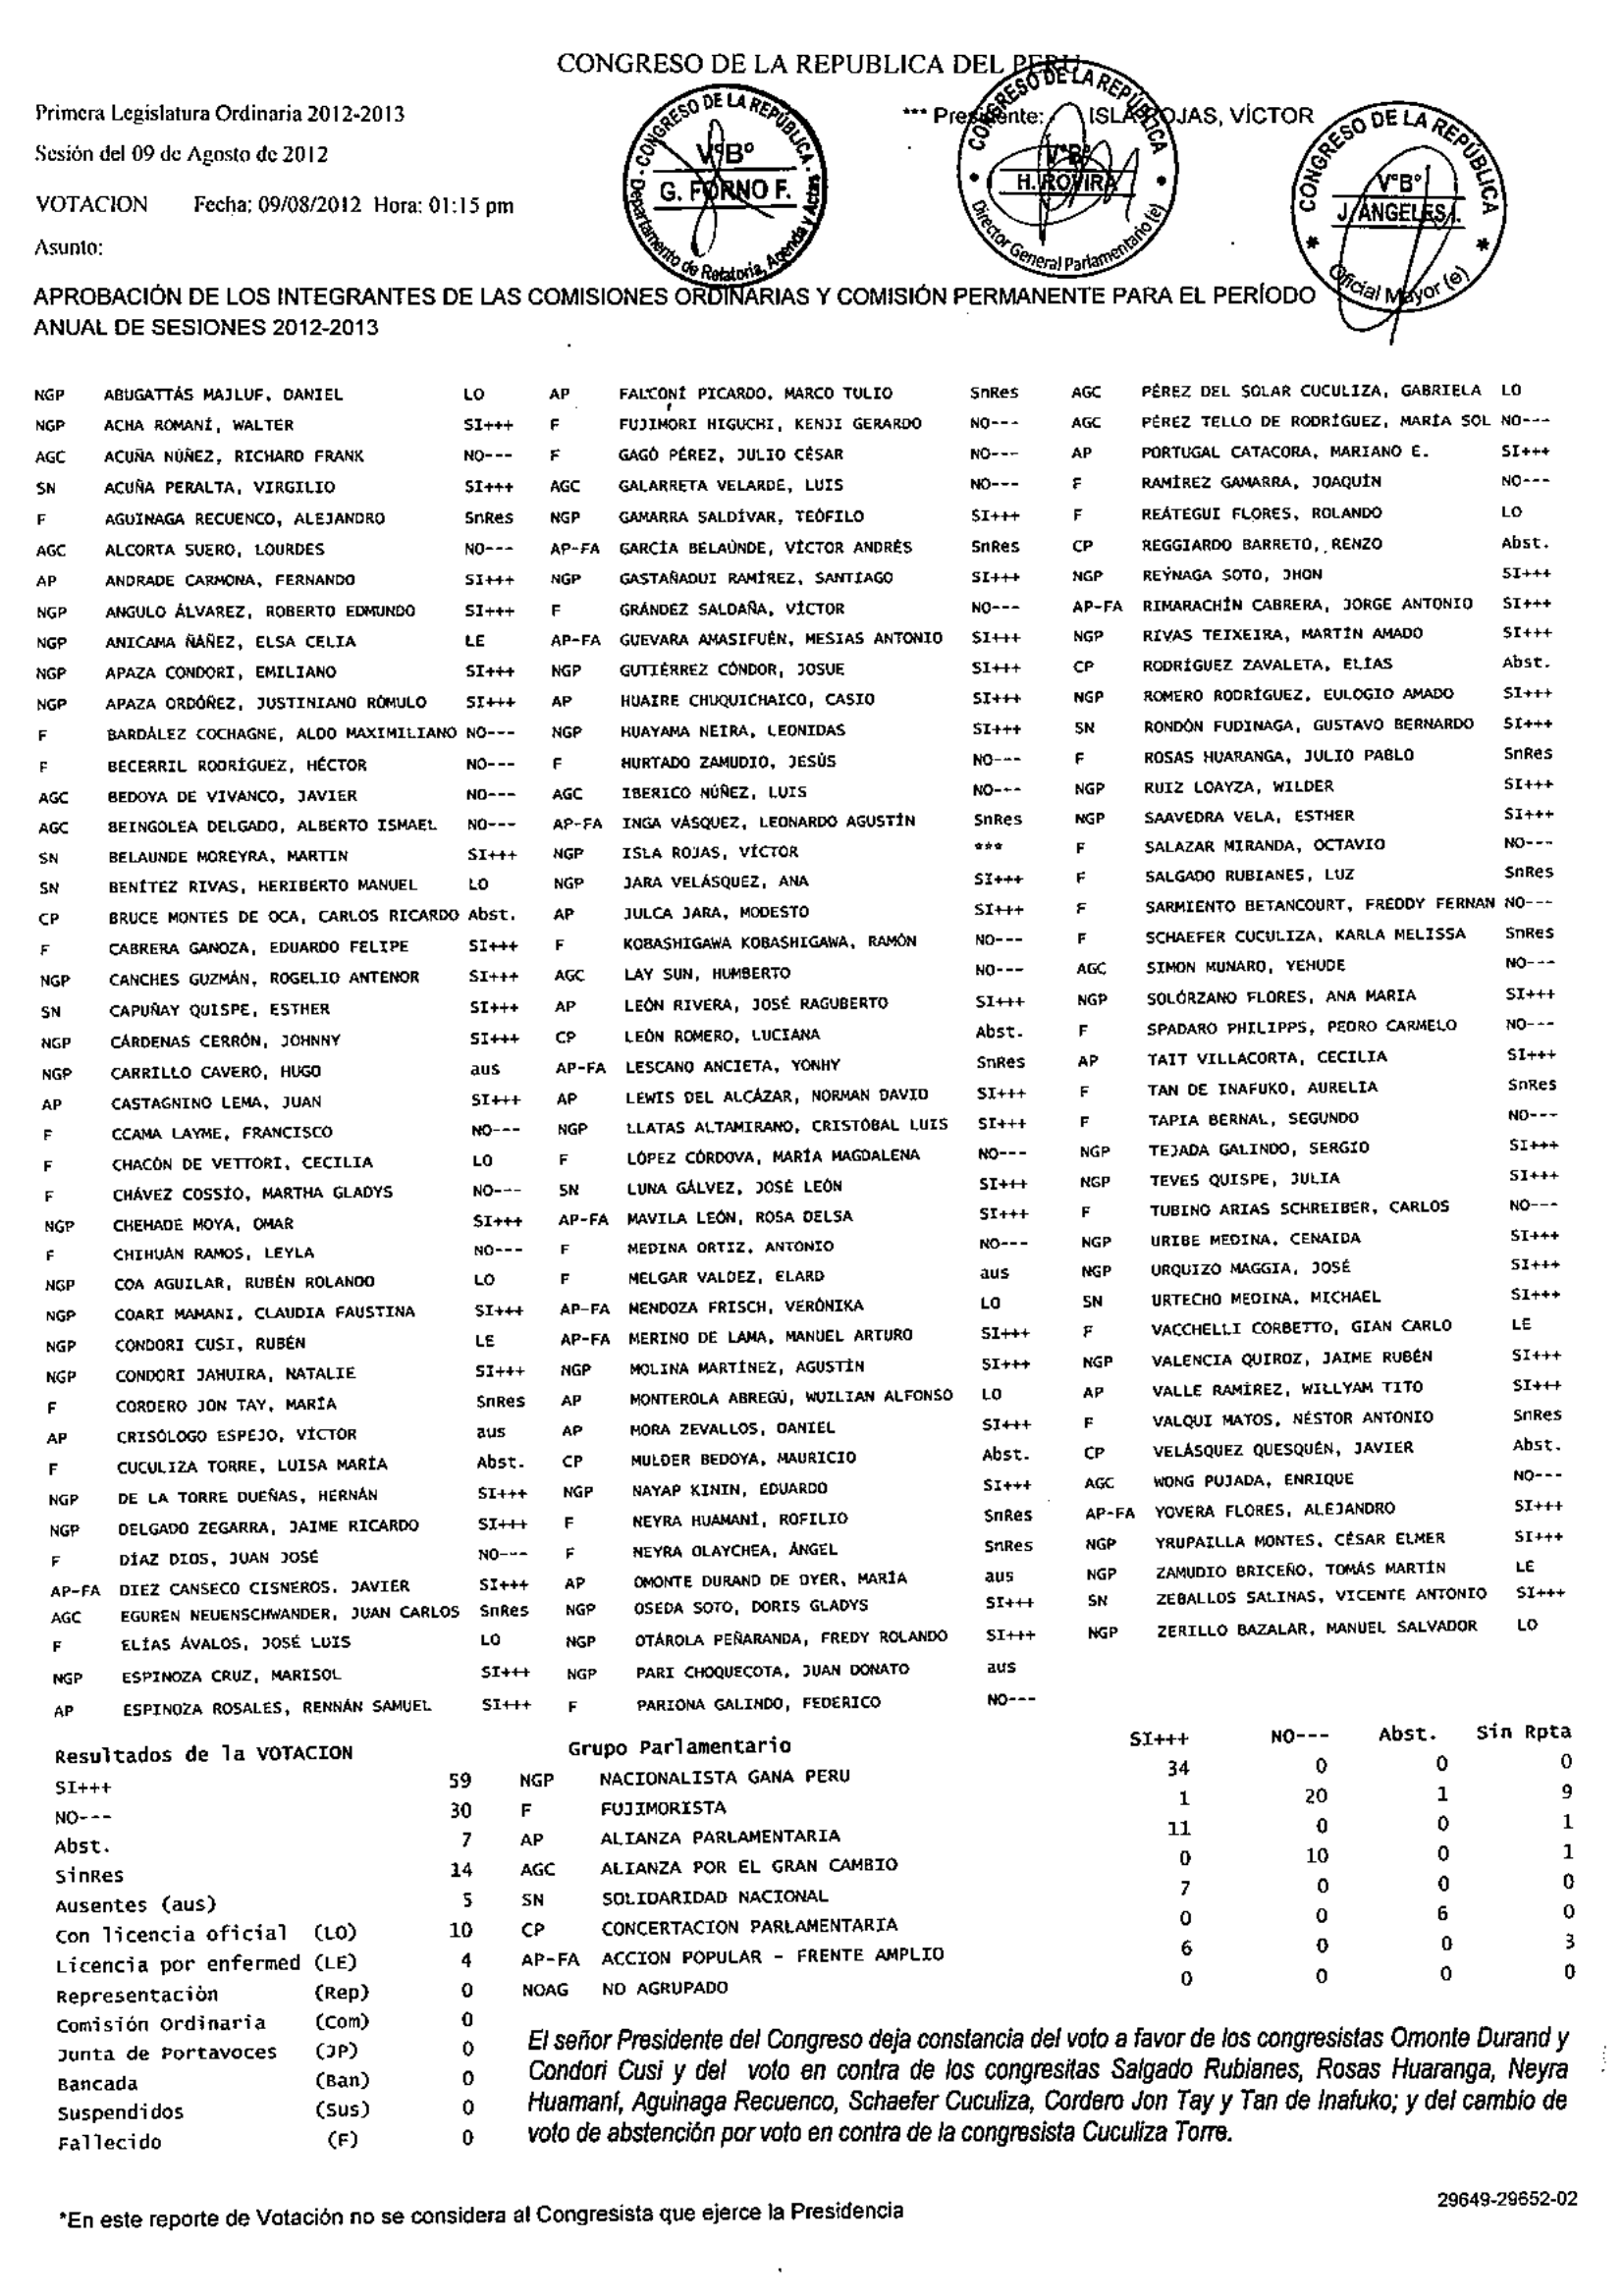 CONGRESO DE LA REPUBLICA DEL PERU
Primera Legislatura Ordinaria 2012-2013
*** Presidente: ISLA ROJAS, VÍCTOR
Sesión del 09 de Agosto de 2012
VOTACION Fecha: 09/08/2012 Hora: 01:15 pm
Asunto:
CONGRESO DE LA REPÚBLICA - Departamento de Relatoría, Agenda y Actas
V°B°
G. FORNO F.
CONGRESO DE LA REPÚBLICA
V°B°
H. ROVIRA
Director General Parlamentario (e)
CONGRESO DE LA REPÚBLICA
V°B°
J. ANGELES I.
Oficial Mayor (e)
APROBACIÓN DE LOS INTEGRANTES DE LAS COMISIONES ORDINARIAS Y COMISIÓN PERMANENTE PARA EL PERÍODO
ANUAL DE SESIONES 2012-2013
NGP ABUGATTÁS MAJLUF, DANIEL LO AP FALCONÍ PICARDO, MARCO TULIO SnRes AGC PÉREZ DEL SOLAR CUCULIZA, GABRIELA LO
NGP ACHA ROMANÍ, WALTER SI+++ F FUJIMORI HIGUCHI, KENJI GERARDO NO--- AGC PÉREZ TELLO DE RODRÍGUEZ, MARÍA SOL NO---
AGC ACUÑA NÚÑEZ, RICHARD FRANK NO--- F GAGÓ PÉREZ, JULIO CÉSAR NO--- AP PORTUGAL CATACORA, MARIANO E. SI+++
SN ACUÑA PERALTA, VIRGILIO SI+++ AGC GALARRETA VELARDE, LUIS NO--- F RAMÍREZ GAMARRA, JOAQUÍN NO---
F AGUINAGA RECUENCO, ALEJANDRO SnRes NGP GAMARRA SALDÍVAR, TEÓFILO SI+++ F REÁTEGUI FLORES, ROLANDO LO
AGC ALCORTA SUERO, LOURDES NO--- AP-FA GARCÍA BELAÚNDE, VÍCTOR ANDRÉS SnRes CP REGGIARDO BARRETO, RENZO Abst.
AP ANDRADE CARMONA, FERNANDO SI+++ NGP GASTAÑADUI RAMÍREZ, SANTIAGO SI+++ NGP REYNAGA SOTO, JHON SI+++
NGP ANGULO ÁLVAREZ, ROBERTO EDMUNDO SI+++ F GRÁNDEZ SALDAÑA, VÍCTOR NO--- AP-FA RIMARACHÍN CABRERA, JORGE ANTONIO SI+++
NGP ANICAMA ÑAÑEZ, ELSA CELIA LE AP-FA GUEVARA AMASIFUÉN, MESIAS ANTONIO SI+++ NGP RIVAS TEIXEIRA, MARTÍN AMADO SI+++
NGP APAZA CONDORI, EMILIANO SI+++ NGP GUTIÉRREZ CÓNDOR, JOSUE SI+++ CP RODRÍGUEZ ZAVALETA, ELÍAS Abst.
NGP APAZA ORDÓÑEZ, JUSTINIANO RÓMULO SI+++ AP HUAIRE CHUQUICHAICO, CASIO SI+++ NGP ROMERO RODRÍGUEZ, EULOGIO AMADO SI+++
F BARDÁLEZ COCHAGNE, ALDO MAXIMILIANO NO--- NGP HUAYAMA NEIRA, LEONIDAS SI+++ SN RONDÓN FUDINAGA, GUSTAVO BERNARDO SI+++
F BECERRIL RODRÍGUEZ, HÉCTOR NO--- F HURTADO ZAMUDIO, JESÚS NO--- F ROSAS HUARANGA, JULIO PABLO SnRes
AGC BEDOYA DE VIVANCO, JAVIER NO--- AGC IBERICO NÚÑEZ, LUIS NO--- NGP RUIZ LOAYZA, WILDER SI+++
AGC BEINGOLEA DELGADO, ALBERTO ISMAEL NO--- AP-FA INGA VÁSQUEZ, LEONARDO AGUSTÍN SnRes NGP SAAVEDRA VELA, ESTHER SI+++
SN BELAUNDE MOREYRA, MARTIN SI+++ NGP ISLA ROJAS, VÍCTOR *** F SALAZAR MIRANDA, OCTAVIO NO---
SN BENÍTEZ RIVAS, HERIBERTO MANUEL LO NGP JARA VELÁSQUEZ, ANA SI+++ F SALGADO RUBIANES, LUZ SnRes
CP BRUCE MONTES DE OCA, CARLOS RICARDO Abst. AP JULCA JARA, MODESTO SI+++ F SARMIENTO BETANCOURT, FREDDY FERNAN NO---
F CABRERA GANOZA, EDUARDO FELIPE SI+++ F KOBASHIGAWA KOBASHIGAWA, RAMÓN NO--- F SCHAEFER CUCULIZA, KARLA MELISSA SnRes
NGP CANCHES GUZMÁN, ROGELIO ANTENOR SI+++ AGC LAY SUN, HUMBERTO NO--- AGC SIMON MUNARO, YEHUDE NO---
SN CAPUÑAY QUISPE, ESTHER SI+++ AP LEÓN RIVERA, JOSÉ RAGUBERTO SI+++ NGP SOLÓRZANO FLORES, ANA MARIA SI+++
NGP CÁRDENAS CERRÓN, JOHNNY SI+++ CP LEÓN ROMERO, LUCIANA Abst. F SPADARO PHILIPPS, PEDRO CARMELO NO---
NGP CARRILLO CAVERO, HUGO aus AP-FA LESCANO ANCIETA, YONHY SnRes AP TAIT VILLACORTA, CECILIA SI+++
AP CASTAGNINO LEMA, JUAN SI+++ AP LEWIS DEL ALCÁZAR, NORMAN DAVID SI+++ F TAN DE INAFUKO, AURELIA SnRes
F CCAMA LAYME, FRANCISCO NO--- NGP LLATAS ALTAMIRANO, CRISTÓBAL LUIS SI+++ F TAPIA BERNAL, SEGUNDO NO---
F CHACÓN DE VETTORI, CECILIA LO F LÓPEZ CÓRDOVA, MARÍA MAGDALENA NO--- NGP TEJADA GALINDO, SERGIO SI+++
F CHÁVEZ COSSÍO, MARTHA GLADYS NO--- SN LUNA GÁLVEZ, JOSÉ LEÓN SI+++ NGP TEVES QUISPE, JULIA SI+++
NGP CHEHADE MOYA, OMAR SI+++ AP-FA MAVILA LEÓN, ROSA DELSA SI+++ F TUBINO ARIAS SCHREIBER, CARLOS NO---
F CHIHUÁN RAMOS, LEYLA NO--- F MEDINA ORTIZ, ANTONIO NO--- NGP URIBE MEDINA, CENAIDA SI+++
NGP COA AGUILAR, RUBÉN ROLANDO LO F MELGAR VALDEZ, ELARD aus NGP URQUIZO MAGGIA, JOSÉ SI+++
NGP COARI MAMANI, CLAUDIA FAUSTINA SI+++ AP-FA MENDOZA FRISCH, VERÓNIKA LO SN URTECHO MEDINA, MICHAEL SI+++
NGP CONDORI CUSI, RUBÉN LE AP-FA MERINO DE LAMA, MANUEL ARTURO SI+++ F VACCHELLI CORBETTO, GIAN CARLO LE
NGP CONDORI JAHUIRA, NATALIE SI+++ NGP MOLINA MARTÍNEZ, AGUSTÍN SI+++ NGP VALENCIA QUIROZ, JAIME RUBÉN SI+++
F CORDERO JON TAY, MARÍA SnRes AP MONTEROLA ABREGÚ, WUILIAN ALFONSO LO AP VALLE RAMÍREZ, WILLYAM TITO SI+++
AP CRISÓLOGO ESPEJO, VÍCTOR aus AP MORA ZEVALLOS, DANIEL SI+++ F VALQUI MATOS, NÉSTOR ANTONIO SnRes
F CUCULIZA TORRE, LUISA MARÍA Abst. CP MULDER BEDOYA, MAURICIO Abst. CP VELÁSQUEZ QUESQUÉN, JAVIER Abst.
NGP DE LA TORRE DUEÑAS, HERNÁN SI+++ NGP NAYAP KININ, EDUARDO SI+++ AGC WONG PUJADA, ENRIQUE NO---
NGP DELGADO ZEGARRA, JAIME RICARDO SI+++ F NEYRA HUAMANÍ, ROFILIO SnRes AP-FA YOVERA FLORES, ALEJANDRO SI+++
F DÍAZ DIOS, JUAN JOSÉ NO--- F NEYRA OLAYCHEA, ÁNGEL SnRes NGP YRUPAILLA MONTES, CÉSAR ELMER SI+++
AP-FA DIEZ CANSECO CISNEROS, JAVIER SI+++ AP OMONTE DURAND DE DYER, MARÍA aus NGP ZAMUDIO BRICEÑO, TOMÁS MARTÍN LE
AGC EGUREN NEUENSCHWANDER, JUAN CARLOS SnRes NGP OSEDA SOTO, DORIS GLADYS SI+++ SN ZEBALLOS SALINAS, VICENTE ANTONIO SI+++
F ELÍAS ÁVALOS, JOSÉ LUIS LO NGP OTÁROLA PEÑARANDA, FREDY ROLANDO SI+++ NGP ZERILLO BAZALAR, MANUEL SALVADOR LO
NGP ESPINOZA CRUZ, MARISOL SI+++ NGP PARI CHOQUECOTA, JUAN DONATO aus
AP ESPINOZA ROSALES, RENNÁN SAMUEL SI+++ F PARIONA GALINDO, FEDERICO NO---
Resultados de la VOTACION Grupo Parlamentario SI+++ NO--- Abst. Sin Rpta
SI+++ 59 NGP NACIONALISTA GANA PERU 34 0 0 0
NO--- 30 F FUJIMORISTA 1 20 1 9
Abst. 7 AP ALIANZA PARLAMENTARIA 11 0 0 1
SinRes 14 AGC ALIANZA POR EL GRAN CAMBIO 0 10 0 1
Ausentes (aus) 5 SN SOLIDARIDAD NACIONAL 7 0 0 0
Con licencia oficial (LO) 10 CP CONCERTACION PARLAMENTARIA 0 0 6 0
Licencia por enfermed (LE) 4 AP-FA ACCION POPULAR - FRENTE AMPLIO 6 0 0 3
Representación (Rep) 0 NOAG NO AGRUPADO 0 0 0 0
Comisión Ordinaria (Com) 0
Junta de Portavoces (JP) 0
Bancada (Ban) 0
Suspendidos (Sus) 0
Fallecido (F) 0
El señor Presidente del Congreso deja constancia del voto a favor de los congresistas Omonte Durand y
Condori Cusi y del voto en contra de los congresitas Salgado Rubianes, Rosas Huaranga, Neyra
Huamaní, Aguinaga Recuenco, Schaefer Cuculiza, Cordero Jon Tay y Tan de Inafuko; y del cambio de
voto de abstención por voto en contra de la congresista Cuculiza Torre.
29649-29652-02
*En este reporte de Votación no se considera al Congresista que ejerce la Presidencia